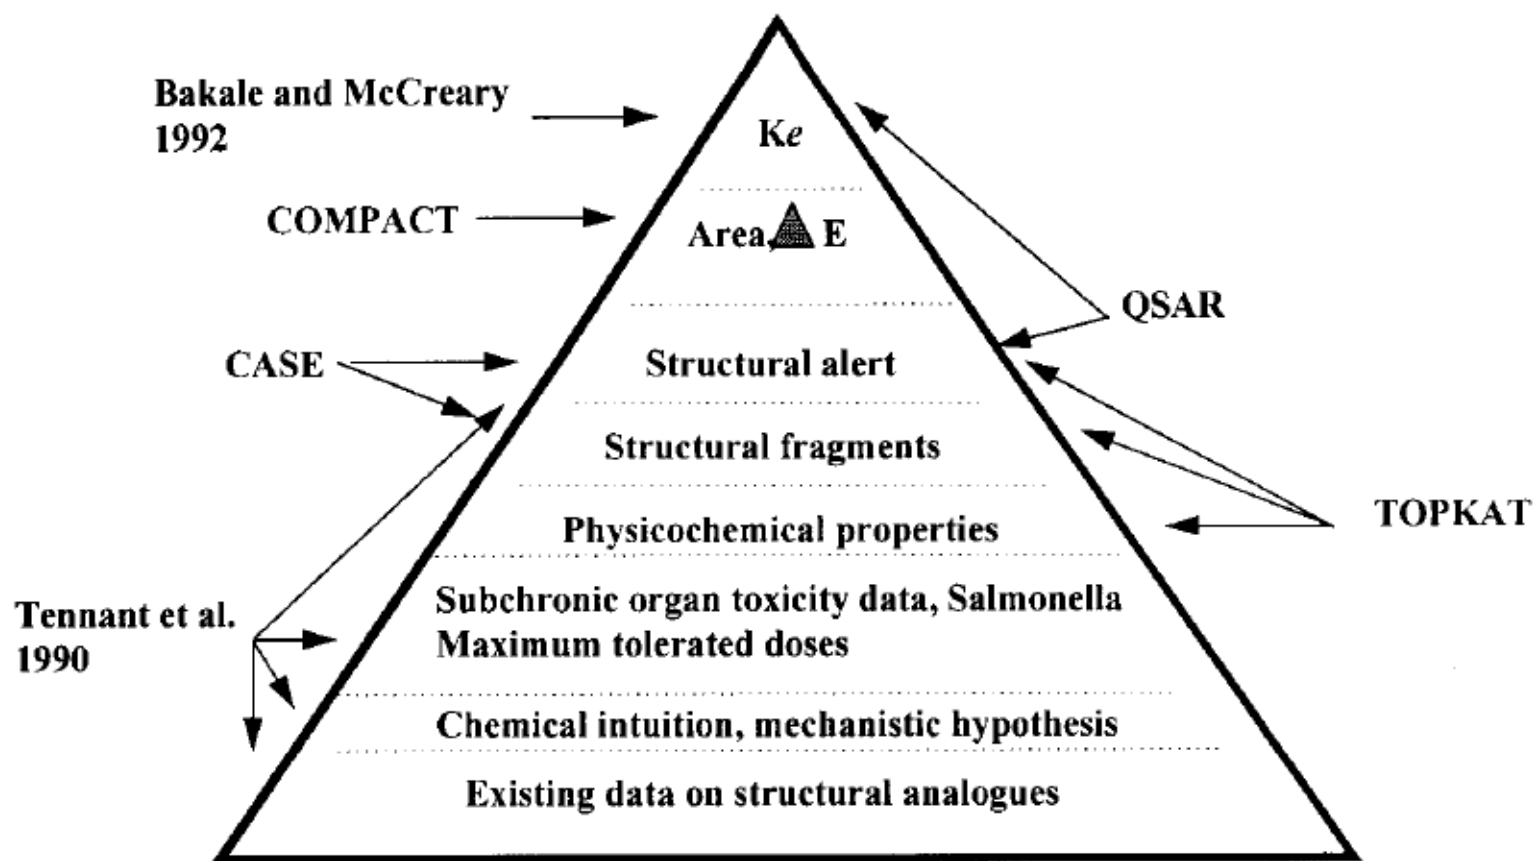 Bakale and McCreary
1992
Ke
COMPACT
Area, E
QSAR
CASE
Structural alert
Structural fragments
TOPKAT
Physicochemical properties
Tennant et al.
1990
Subchronic organ toxicity data, Salmonella
Maximum tolerated doses
Chemical intuition, mechanistic hypothesis
Existing data on structural analogues